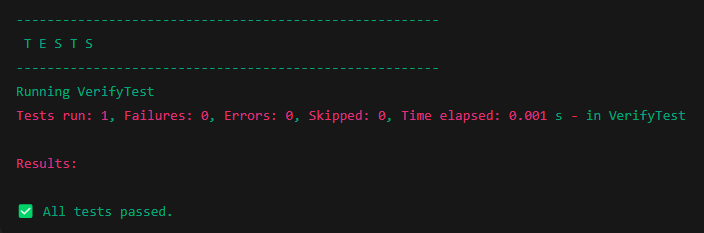 -------------------------------------------------------
T E S T S
-------------------------------------------------------
Running VerifyTest
Tests run: 1, Failures: 0, Errors: 0, Skipped: 0, Time elapsed: 0.001 s - in VerifyTest
Results:
✅ All tests passed.